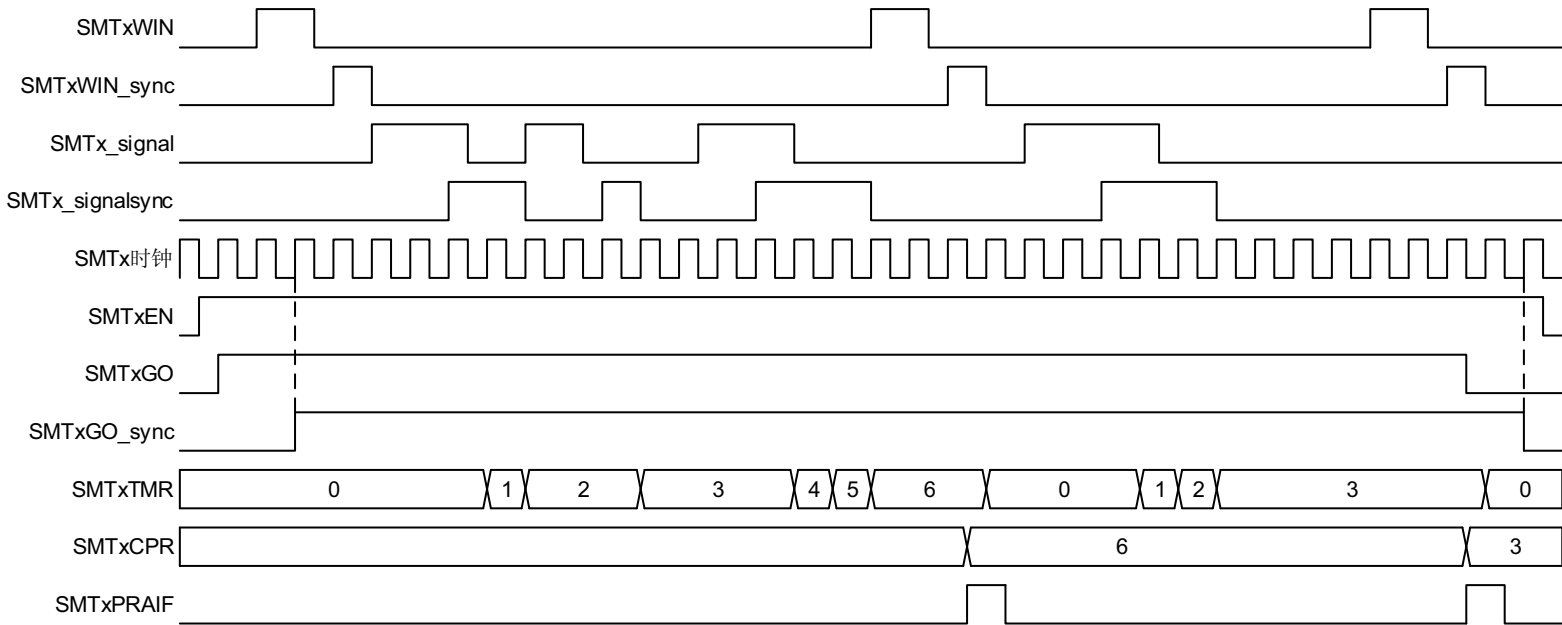 SMTxWIN
SMTxWIN_sync
SMTx_signal
SMTx_signalsync
SMTx时钟
SMTxEN
SMTxGO
SMTxGO_sync
SMTxTMR 0 1 2 3 4 5 6 0 1 2 3 0
SMTxCPR 6 3
SMTxPRAIF